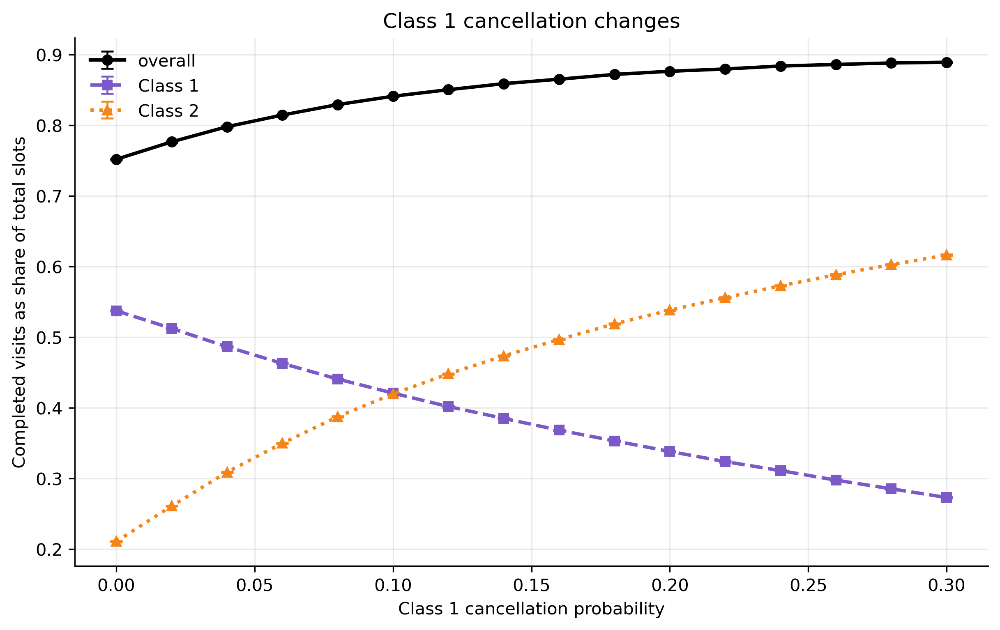 Class 1 cancellation changes
overall
Class 1
Class 2
Completed visits as share of total slots
0.9
0.8
0.7
0.6
0.5
0.4
0.3
0.2
0.00 0.05 0.10 0.15 0.20 0.25 0.30
Class 1 cancellation probability